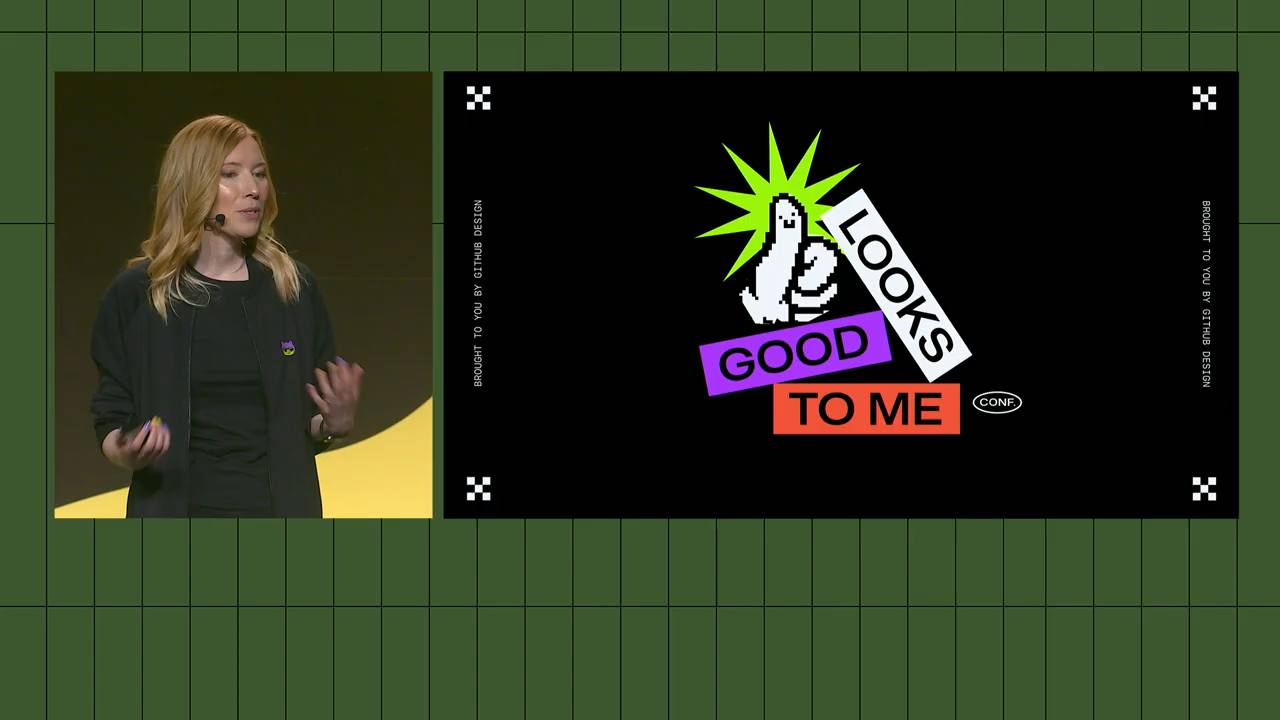 BROUGHT TO YOU BY GITHUB DESIGN
LOOKS
GOOD
TO ME
CONF.
BROUGHT TO YOU BY GITHUB DESIGN